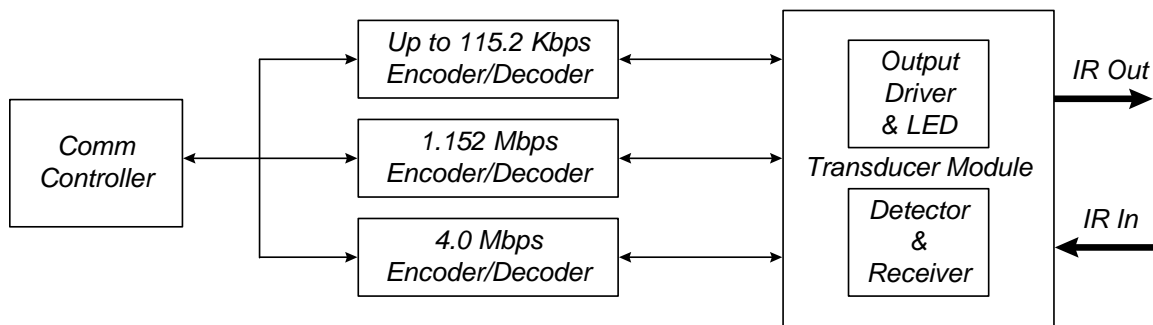 Comm
Controller
Up to 115.2 Kbps
Encoder/Decoder
1.152 Mbps
Encoder/Decoder
4.0 Mbps
Encoder/Decoder
Output
Driver
& LED
Transducer Module
Detector
&
Receiver
IR Out
IR In